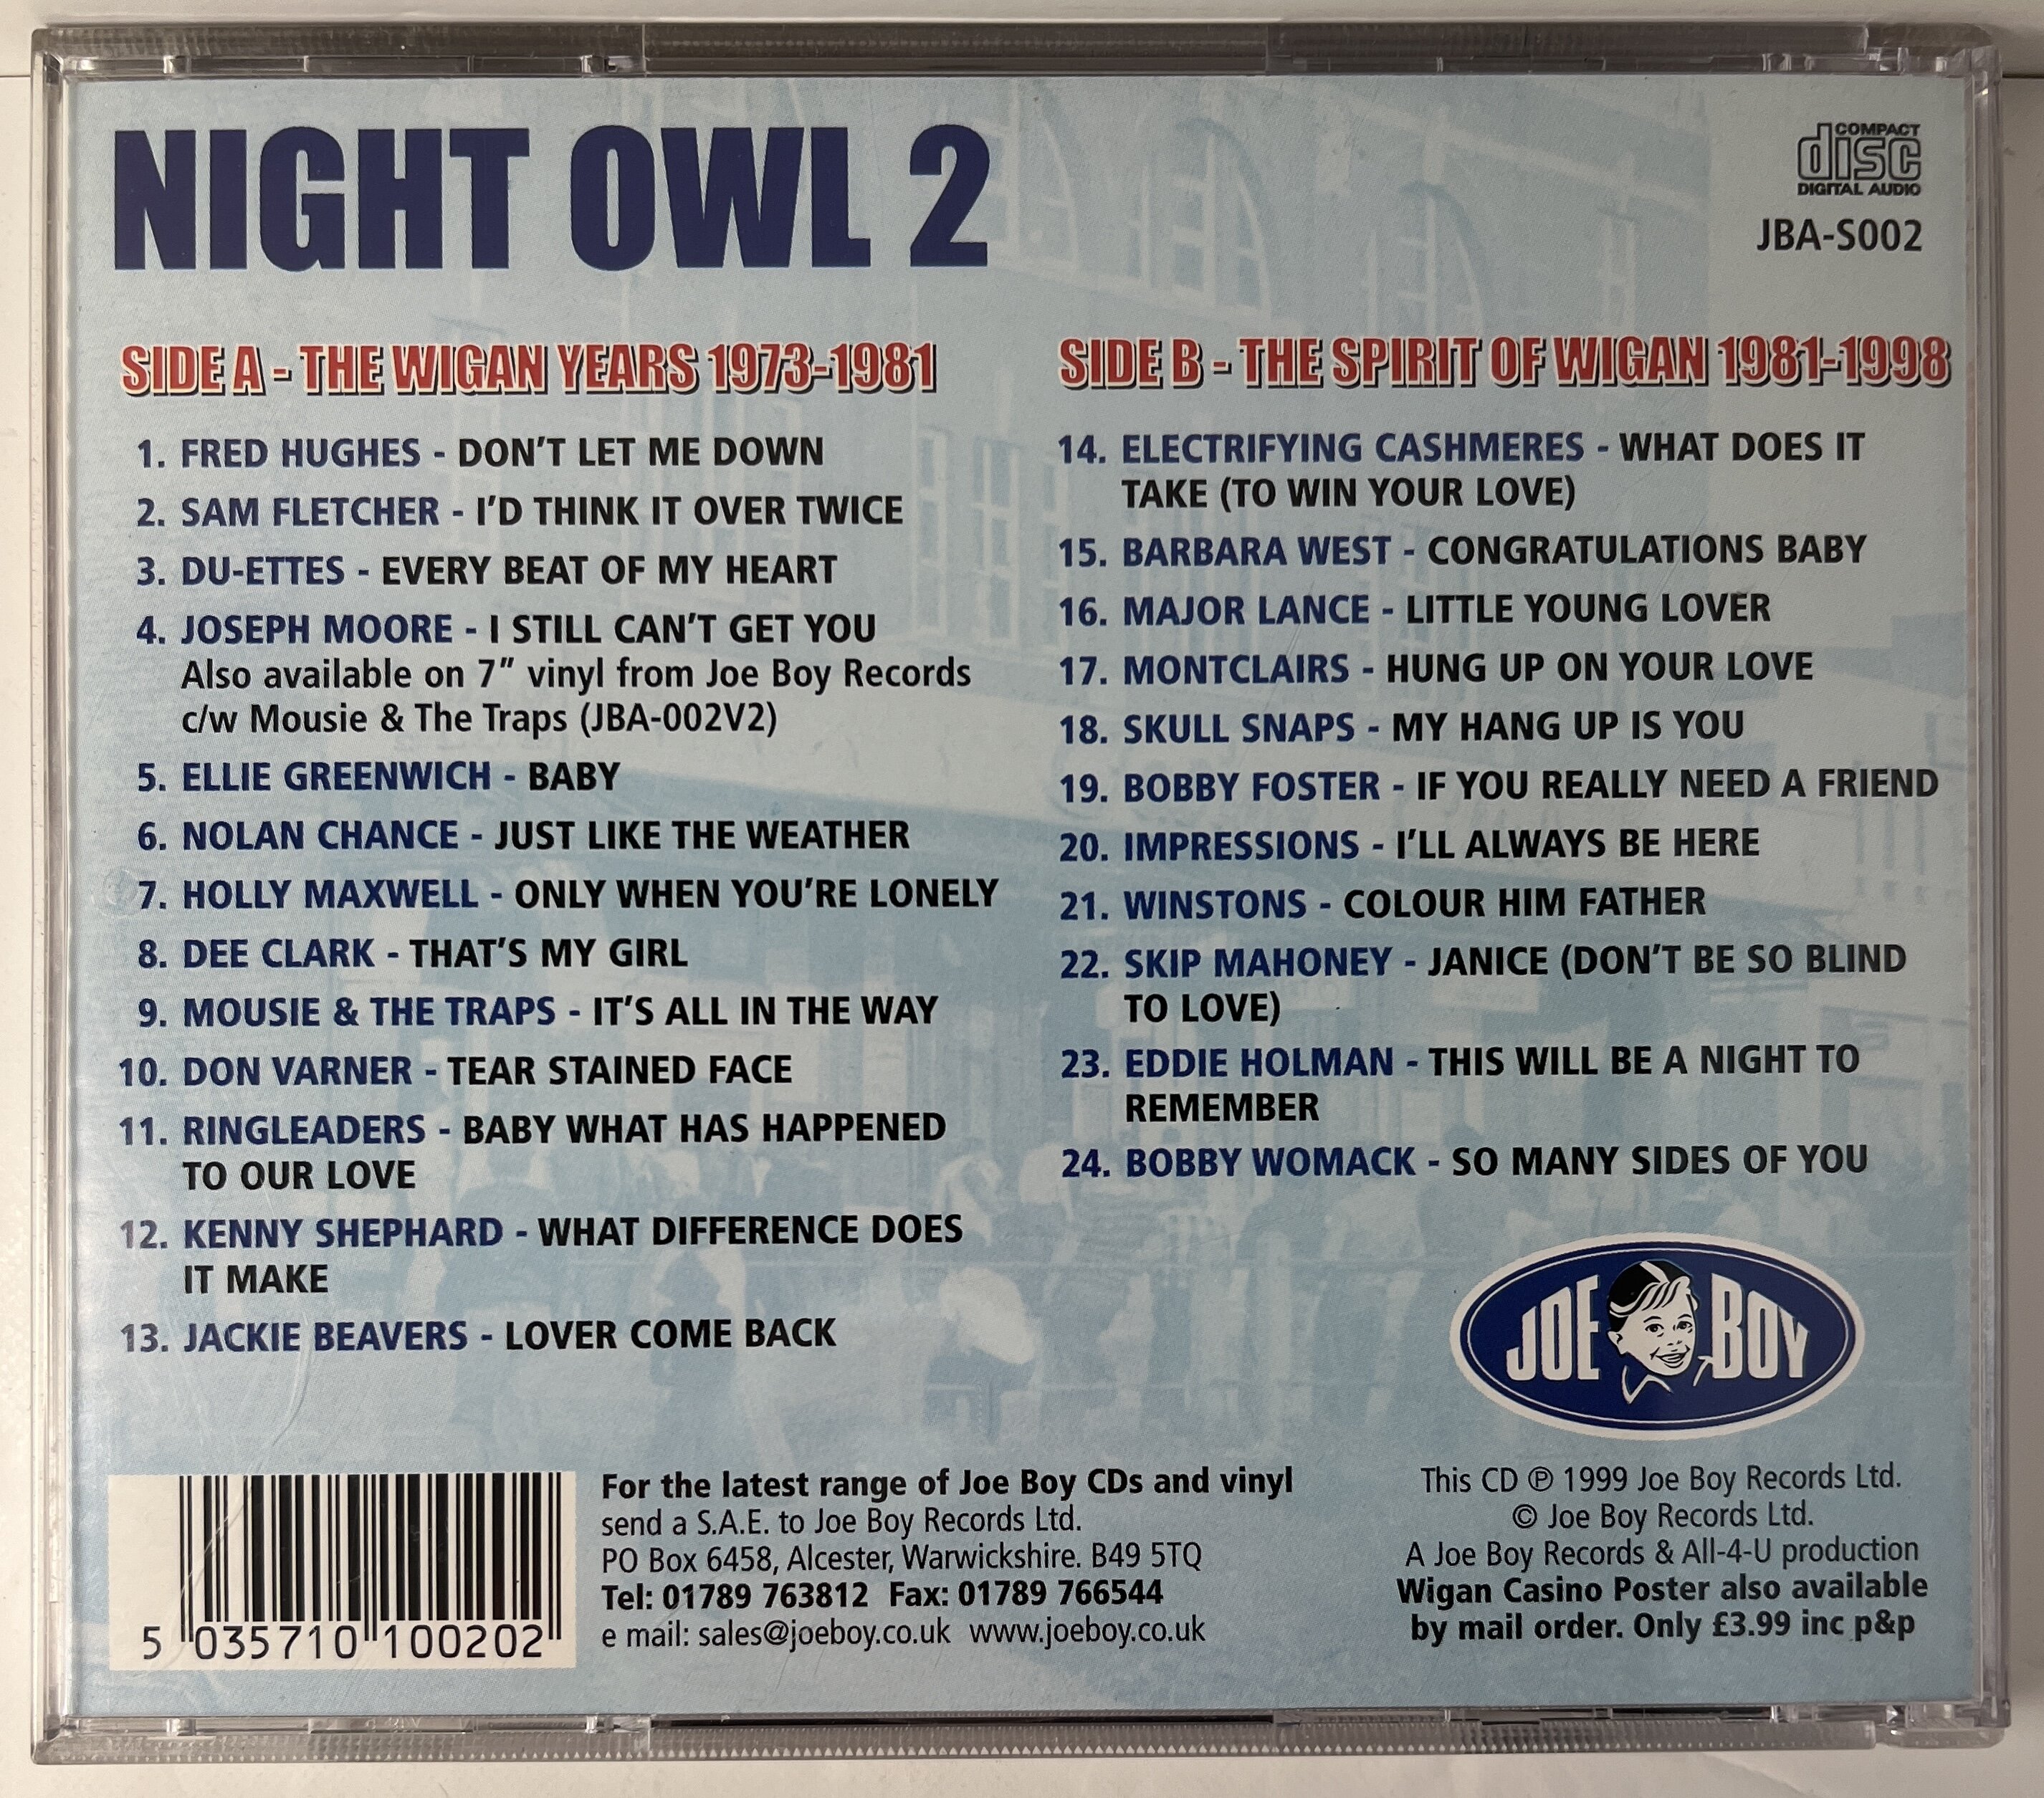 NIGHT OWL 2
COMPACT
disc
DIGITAL AUDIO
JBA-S002
SIDE A - THE WIGAN YEARS 1973-1981
1. FRED HUGHES - DON'T LET ME DOWN
2. SAM FLETCHER - I'D THINK IT OVER TWICE
3. DU-ETTES - EVERY BEAT OF MY HEART
4. JOSEPH MOORE - I STILL CAN'T GET YOU
Also available on 7" vinyl from Joe Boy Records
c/w Mousie & The Traps (JBA-002V2)
5. ELLIE GREENWICH - BABY
6. NOLAN CHANCE - JUST LIKE THE WEATHER
7. HOLLY MAXWELL - ONLY WHEN YOU'RE LONELY
8. DEE CLARK - THAT'S MY GIRL
9. MOUSIE & THE TRAPS - IT'S ALL IN THE WAY
10. DON VARNER - TEAR STAINED FACE
11. RINGLEADERS - BABY WHAT HAS HAPPENED
TO OUR LOVE
12. KENNY SHEPHARD - WHAT DIFFERENCE DOES
IT MAKE
13. JACKIE BEAVERS - LOVER COME BACK
SIDE B - THE SPIRIT OF WIGAN 1981-1998
14. ELECTRIFYING CASHMERES - WHAT DOES IT
TAKE (TO WIN YOUR LOVE)
15. BARBARA WEST - CONGRATULATIONS BABY
16. MAJOR LANCE - LITTLE YOUNG LOVER
17. MONTCLAIRS - HUNG UP ON YOUR LOVE
18. SKULL SNAPS - MY HANG UP IS YOU
19. BOBBY FOSTER - IF YOU REALLY NEED A FRIEND
20. IMPRESSIONS - I'LL ALWAYS BE HERE
21. WINSTONS - COLOUR HIM FATHER
22. SKIP MAHONEY - JANICE (DON'T BE SO BLIND
TO LOVE)
23. EDDIE HOLMAN - THIS WILL BE A NIGHT TO
REMEMBER
24. BOBBY WOMACK - SO MANY SIDES OF YOU
JOE BOY
5 035710 100202
For the latest range of Joe Boy CDs and vinyl
send a S.A.E. to Joe Boy Records Ltd.
PO Box 6458, Alcester, Warwickshire. B49 5TQ
Tel: 01789 763812 Fax: 01789 766544
e mail: sales@joeboy.co.uk www.joeboy.co.uk
This CD ℗ 1999 Joe Boy Records Ltd.
© Joe Boy Records Ltd.
A Joe Boy Records & All-4-U production
Wigan Casino Poster also available
by mail order. Only £3.99 inc p&p